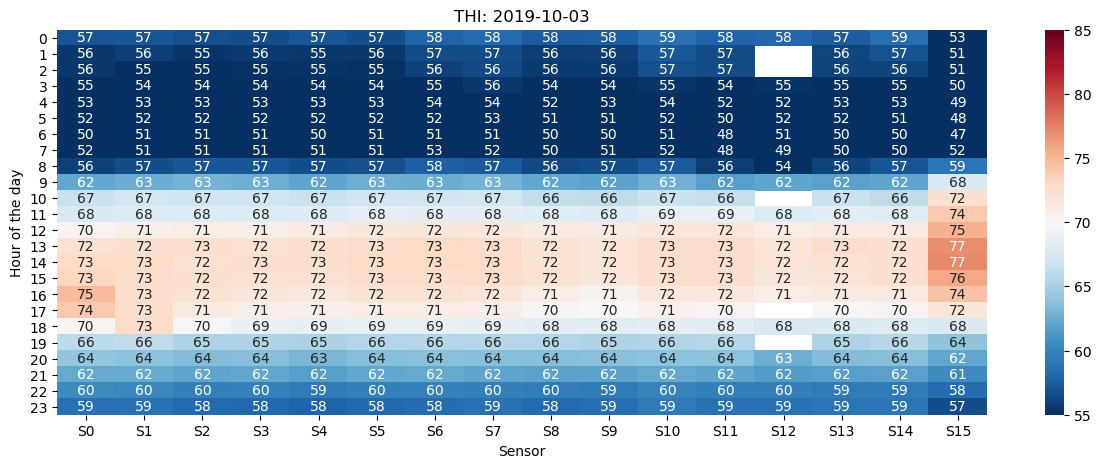 THI: 2019-10-03
0 57 57 57 57 57 57 58 58 58 58 59 58 58 57 59 53
1 56 56 55 56 55 56 57 57 56 56 57 57 56 57 51
2 56 55 55 55 55 55 56 56 56 56 57 57 56 56 51
3 55 54 54 54 54 54 55 56 54 54 55 54 55 55 55 50
4 53 53 53 53 53 53 54 54 52 53 54 52 52 53 53 49
5 52 52 52 52 52 52 52 53 51 51 52 50 52 52 51 48
6 50 51 51 51 50 51 51 51 50 50 51 48 51 50 50 47
7 52 51 51 51 51 51 53 52 50 51 52 48 49 50 50 52
8 56 57 57 57 57 57 58 57 56 57 57 56 54 56 57 59
9 62 63 63 63 62 63 63 63 62 62 63 62 62 62 62 68
10 67 67 67 67 67 67 67 67 66 66 67 66 67 66 72
11 68 68 68 68 68 68 68 68 68 68 69 69 68 68 68 74
12 70 71 71 71 71 72 72 72 71 71 72 72 71 71 71 75
13 72 72 73 72 72 73 73 73 72 72 73 73 72 73 72 77
14 73 73 72 72 72 73 73 73 72 72 73 73 72 72 72 77
15 73 73 72 72 72 73 72 73 72 72 73 73 72 72 72 76
16 75 73 72 72 72 72 72 72 71 71 72 72 71 71 71 74
17 74 73 71 71 71 71 71 71 70 70 71 70 70 70 72
18 70 73 70 69 69 69 69 69 68 68 68 68 68 68 68 68
19 66 66 65 65 65 66 66 66 66 65 66 66 65 66 64
20 64 64 64 64 63 64 64 64 64 64 64 64 63 64 64 62
21 62 62 62 62 62 62 62 62 62 62 62 62 62 62 62 61
22 60 60 60 60 59 60 60 60 60 59 60 60 60 59 59 58
23 59 59 58 58 58 58 58 59 58 58 59 59 59 59 59 57
S0 S1 S2 S3 S4 S5 S6 S7 S8 S9 S10 S11 S12 S13 S14 S15
Sensor
Hour of the day
85
80
75
70
65
60
55